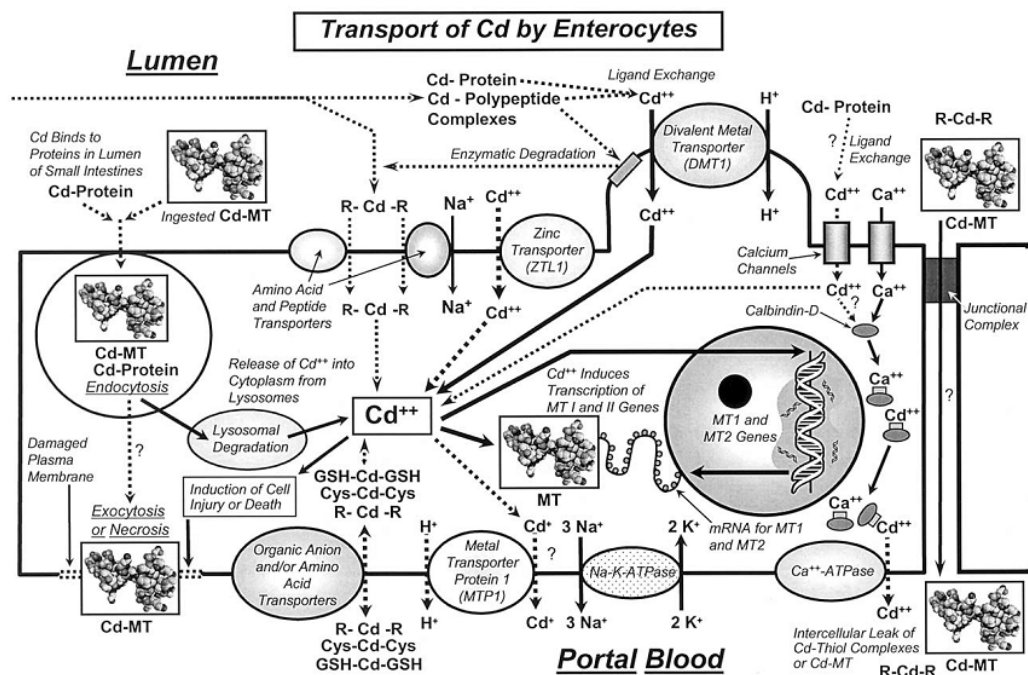 Transport of Cd by Enterocytes
Lumen
Cd- Protein
Cd - Polypeptide
Complexes
Ligand Exchange
Cd⁺⁺
H⁺
Divalent Metal
Transporter
(DMT1)
Cd⁺⁺
H⁺
Cd- Protein
?
Ligand
Exchange
R-Cd-R
Cd-MT
Cd Binds to
Proteins in Lumen
of Small Intestines
Cd-Protein
Ingested Cd-MT
Enzymatic Degradation
R- Cd -R
Na⁺
Cd⁺⁺
Zinc
Transporter
(ZTL1)
Cd⁺⁺
Ca⁺⁺
Calcium
Channels
Cd⁺⁺
Ca⁺⁺
?
Calbindin-D
Junctional
Complex
Amino Acid
and Peptide
Transporters
R- Cd -R
Na⁺
Cd⁺⁺
Cd-MT
Cd-Protein
Endocytosis
Release of Cd⁺⁺ into
Cytoplasm from
Lysosomes
Lysosomal
Degradation
Cd⁺⁺
Cd⁺⁺ Induces
Transcription of
MT I and II Genes
MT1 and
MT2 Genes
MT
mRNA for MT1
and MT2
Ca⁺⁺
Cd⁺⁺
?
Ca⁺⁺
Cd⁺⁺
Damaged
Plasma
Membrane
?
Exocytosis
or Necrosis
Cd-MT
Induction of Cell
Injury or Death
GSH-Cd-GSH
Cys-Cd-Cys
R- Cd -R
Organic Anion
and/or Amino
Acid
Transporters
R- Cd -R
Cys-Cd-Cys
GSH-Cd-GSH
H⁺
Metal
Transporter
Protein 1
(MTP1)
H⁺
Cd⁺
?
Cd⁺
3 Na⁺
2 K⁺
Na-K-ATPase
3 Na⁺
2 K⁺
Ca⁺⁺-ATPase
Cd⁺⁺
Intercellular Leak of
Cd-Thiol Complexes
or Cd-MT
R-Cd-R
Cd-MT
Portal Blood